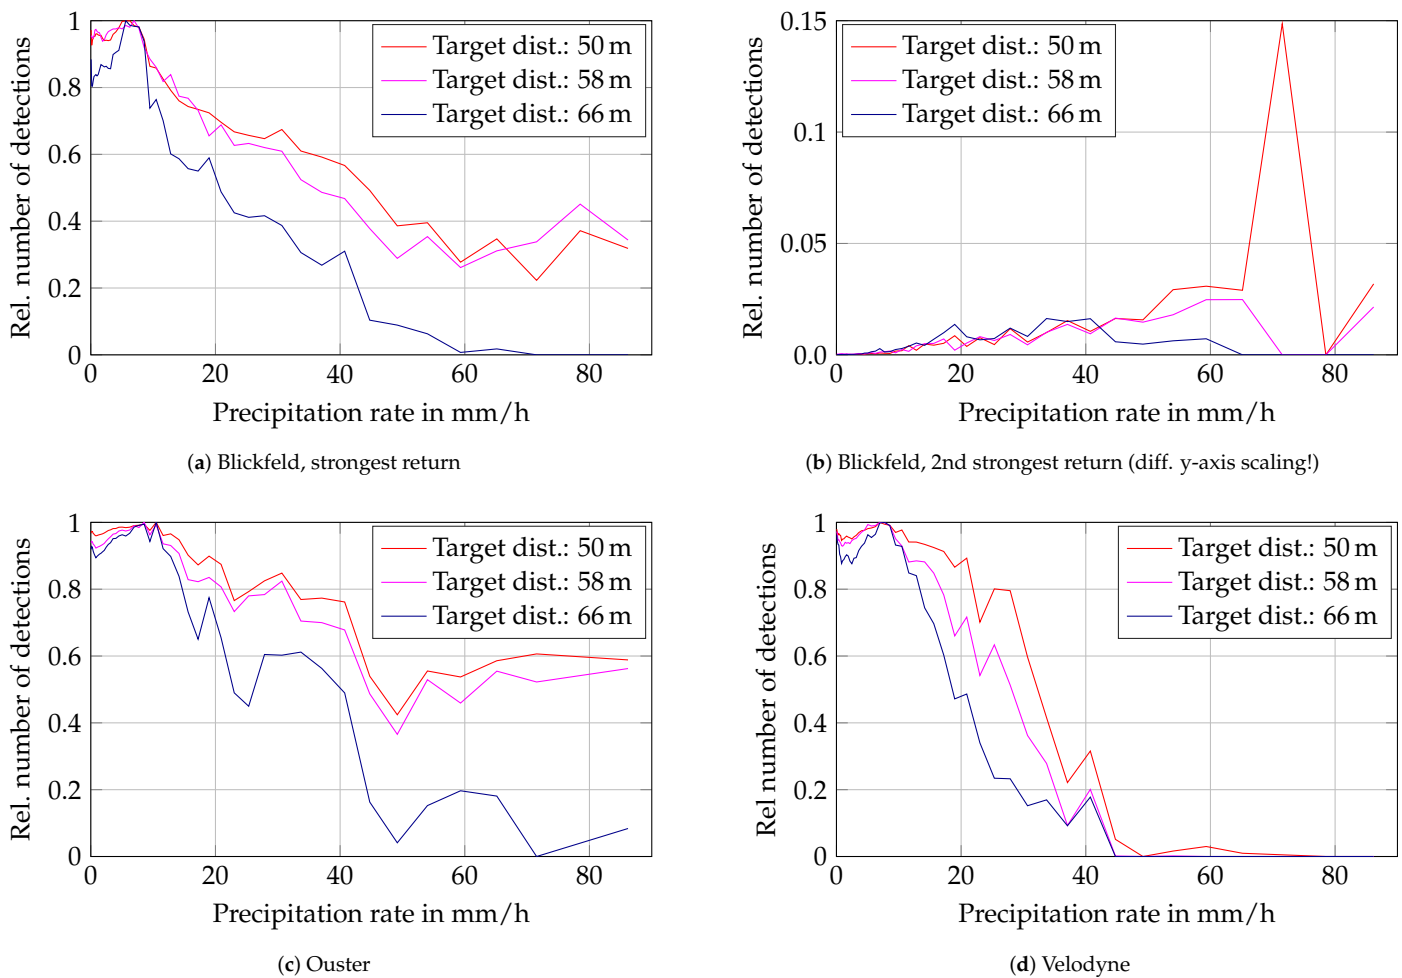 Rel. number of detections
1
0.8
0.6
0.4
0.2
0
0 20 40 60 80
Target dist.: 50 m
Target dist.: 58 m
Target dist.: 66 m
Precipitation rate in mm/h
(a) Blickfeld, strongest return
Rel. number of detections
0.15
0.1
0.05
0.0
0 20 40 60 80
Target dist.: 50 m
Target dist.: 58 m
Target dist.: 66 m
Precipitation rate in mm/h
(b) Blickfeld, 2nd strongest return (diff. y-axis scaling!)
Rel. number of detections
1
0.8
0.6
0.4
0.2
0
0 20 40 60 80
Target dist.: 50 m
Target dist.: 58 m
Target dist.: 66 m
Precipitation rate in mm/h
(c) Ouster
Rel number of detections
1
0.8
0.6
0.4
0.2
0
0 20 40 60 80
Target dist.: 50 m
Target dist.: 58 m
Target dist.: 66 m
Precipitation rate in mm/h
(d) Velodyne